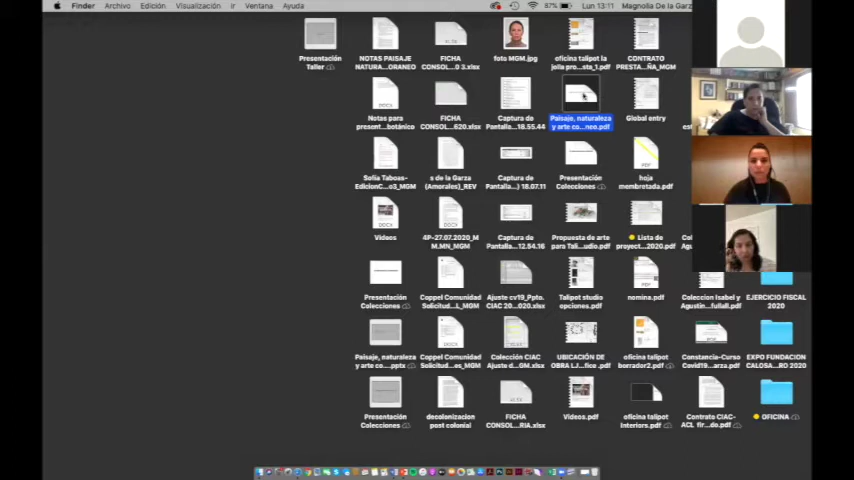 Finder Archivo Edición Visualización Ir Ventana Ayuda
87% Lun 13:11 Magnolia De la Garz
Presentación
Taller
NOTAS PAISAJE
NATURA...ORANEO
FICHA
CONSOL...O 3.xlsx
foto MGM.jpg
oficina talipot la
jolla pro...sta_1.pdf
CONTRATO
PRESTA...ÑA_MGM
Notas para
present...botánico
FICHA
CONSOL...620.xlsx
Captura de
Pantalla...16.55.44
Paisaje, naturaleza
y arte co...neo.pdf
Global entry
Sofía Taboas-
EdicionC...o3_MGM
s de la Garza
(Amorales)_REV
Captura de
Pantalla...) 18.07.11
Presentación
Colecciones
hoja
membretada.pdf
Videos
4P-27.07.2020_M
M.MN_MGM
Captura de
Pantalla...12.54.16
Propuesta de arte
para Tali...udio.pdf
Lista de
proyect...2020.pdf
Presentación
Colecciones
Coppel Comunidad
Solicitud...L_MGM
Ajuste cv19_Ppto.
CIAC 20...020.xlsx
Talipot studio
opciones.pdf
nomina.pdf
Coleccion Isabel y
Agustin...fullall.pdf
EJERCICIO FISCAL
2020
Paisaje, naturaleza
y arte co....pptx
Coppel Comunidad
Solicitud...es_MGM
Colección CIAC
Ajuste d...GM.xlsx
UBICACIÓN DE
OBRA LJ...fico .pdf
oficina talipot
borrador2.pdf
Constancia-Curso
Covid19...arza.pdf
EXPO FUNDACION
CALOSA...RO 2020
Presentación
Colecciones
decolonizacion
post colonial
FICHA
CONSOL...RIA.xlsx
Videos.pdf
oficina talipot
Interiors.pdf
Contrato CIAC-
ACL fir...do.pdf
OFICINA